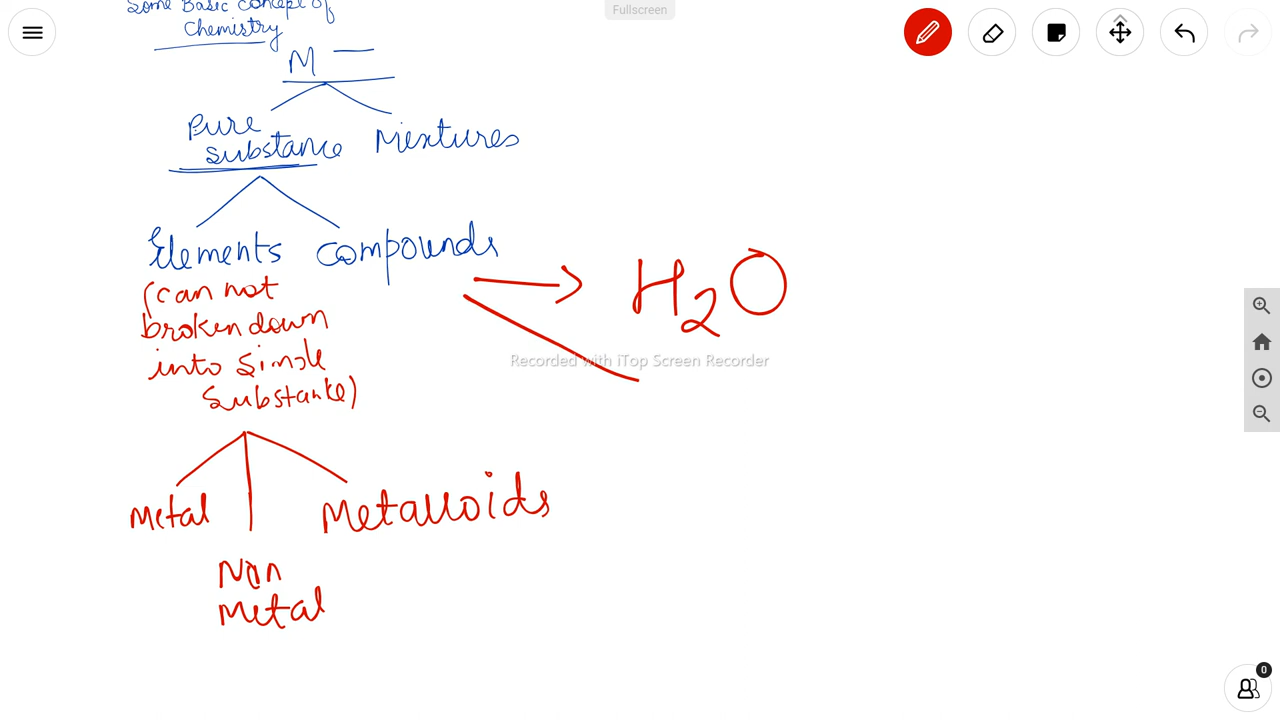 Some Basic Concept of
Chemistry
Fullscreen
M
Pure
substance
Mixtures
Elements
compounds
(can not
broken down
into simple
substance)
H2O
Recorded with iTop Screen Recorder
Metal
Non
Metal
Metalloids
0